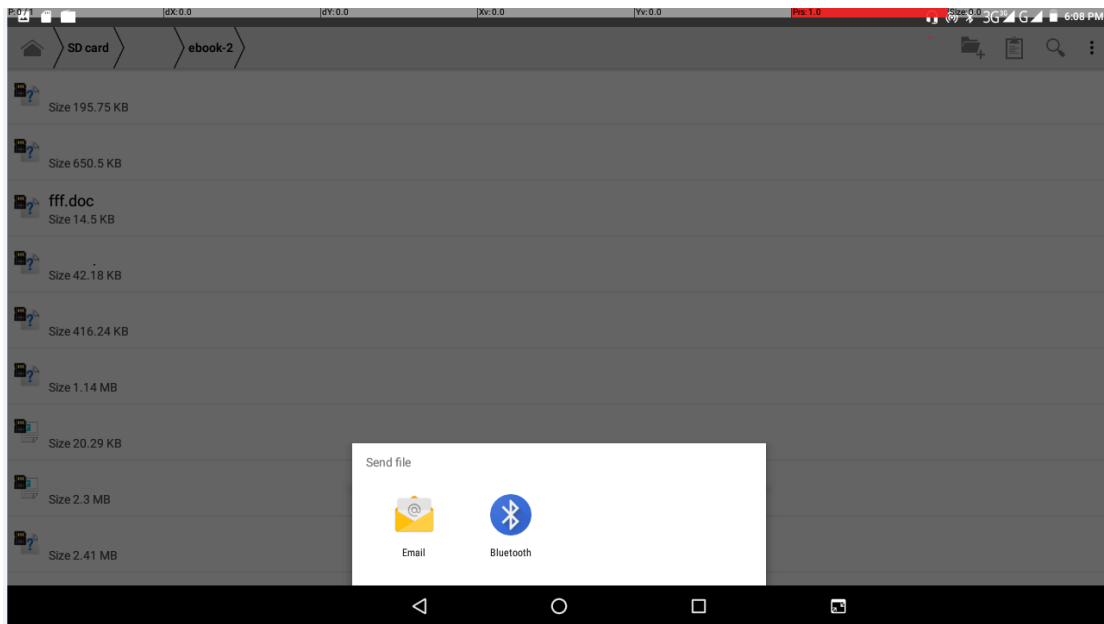 P: 0 / 1 dX: 0.0 dY: 0.0 Xv: 0.0 Yv: 0.0 Prs: 1.0 Size: 0.0
3G 3G G 6:08 PM
SD card ebook-2
Size 195.75 KB
Size 650.5 KB
fff.doc
Size 14.5 KB
Size 42.18 KB
Size 416.24 KB
Size 1.14 MB
Size 20.29 KB
Size 2.3 MB
Size 2.41 MB
Send file
Email Bluetooth